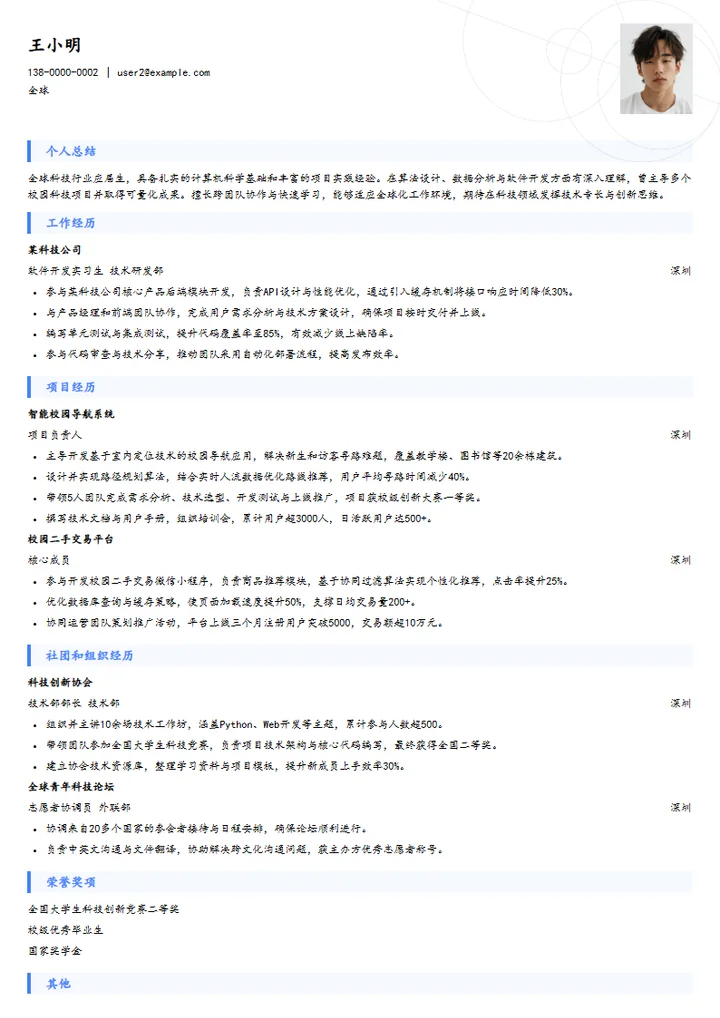 王小明
138-0000-0002 | user2@example.com
全球
个人总结
全球科技行业应届生，具备扎实的计算机科学基础和丰富的项目实践经验。在算法设计、数据分析与软件开发方面有深入理解，曾主导多个
校园科技项目并取得可量化成果。擅长跨团队协作与快速学习，能够适应全球化工作环境，期待在科技领域发挥技术专长与创新思维。
工作经历
某科技公司
软件开发实习生 技术研发部 深圳
• 参与某科技公司核心产品后端模块开发，负责API设计与性能优化，通过引入缓存机制将接口响应时间降低30%。
• 与产品经理和前端团队协作，完成用户需求分析与技术方案设计，确保项目按时交付并上线。
• 编写单元测试与集成测试，提升代码覆盖率至85%，有效减少线上缺陷率。
• 参与代码审查与技术分享，推动团队采用自动化部署流程，提高发布效率。
项目经历
智能校园导航系统
项目负责人 深圳
• 主导开发基于室内定位技术的校园导航应用，解决新生和访客寻路难题，覆盖教学楼、图书馆等20余栋建筑。
• 设计并实现路径规划算法，结合实时人流数据优化路线推荐，用户平均寻路时间减少40%。
• 带领5人团队完成需求分析、技术选型、开发测试与上线推广，项目获校级创新大赛一等奖。
• 撰写技术文档与用户手册，组织培训会，累计用户超3000人，日活跃用户达500+。
校园二手交易平台
核心成员 深圳
• 参与开发校园二手交易微信小程序，负责商品推荐模块，基于协同过滤算法实现个性化推荐，点击率提升25%。
• 优化数据库查询与缓存策略，使页面加载速度提升50%，支撑日均交易量200+。
• 协同运营团队策划推广活动，平台上线三个月注册用户突破5000，交易额超10万元。
社团和组织经历
科技创新协会
技术部部长 技术部 深圳
• 组织并主讲10余场技术工作坊，涵盖Python、Web开发等主题，累计参与人数超500。
• 带领团队参加全国大学生科技竞赛，负责项目技术架构与核心代码编写，最终获得全国二等奖。
• 建立协会技术资源库，整理学习资料与项目模板，提升新成员上手效率30%。
全球青年科技论坛
志愿者协调员 外联部 深圳
• 协调来自20多个国家的参会者接待与日程安排，确保论坛顺利进行。
• 负责中英文沟通与文件翻译，协助解决跨文化沟通问题，获主办方优秀志愿者称号。
荣誉奖项
全国大学生科技创新竞赛二等奖
校级优秀毕业生
国家奖学金
其他